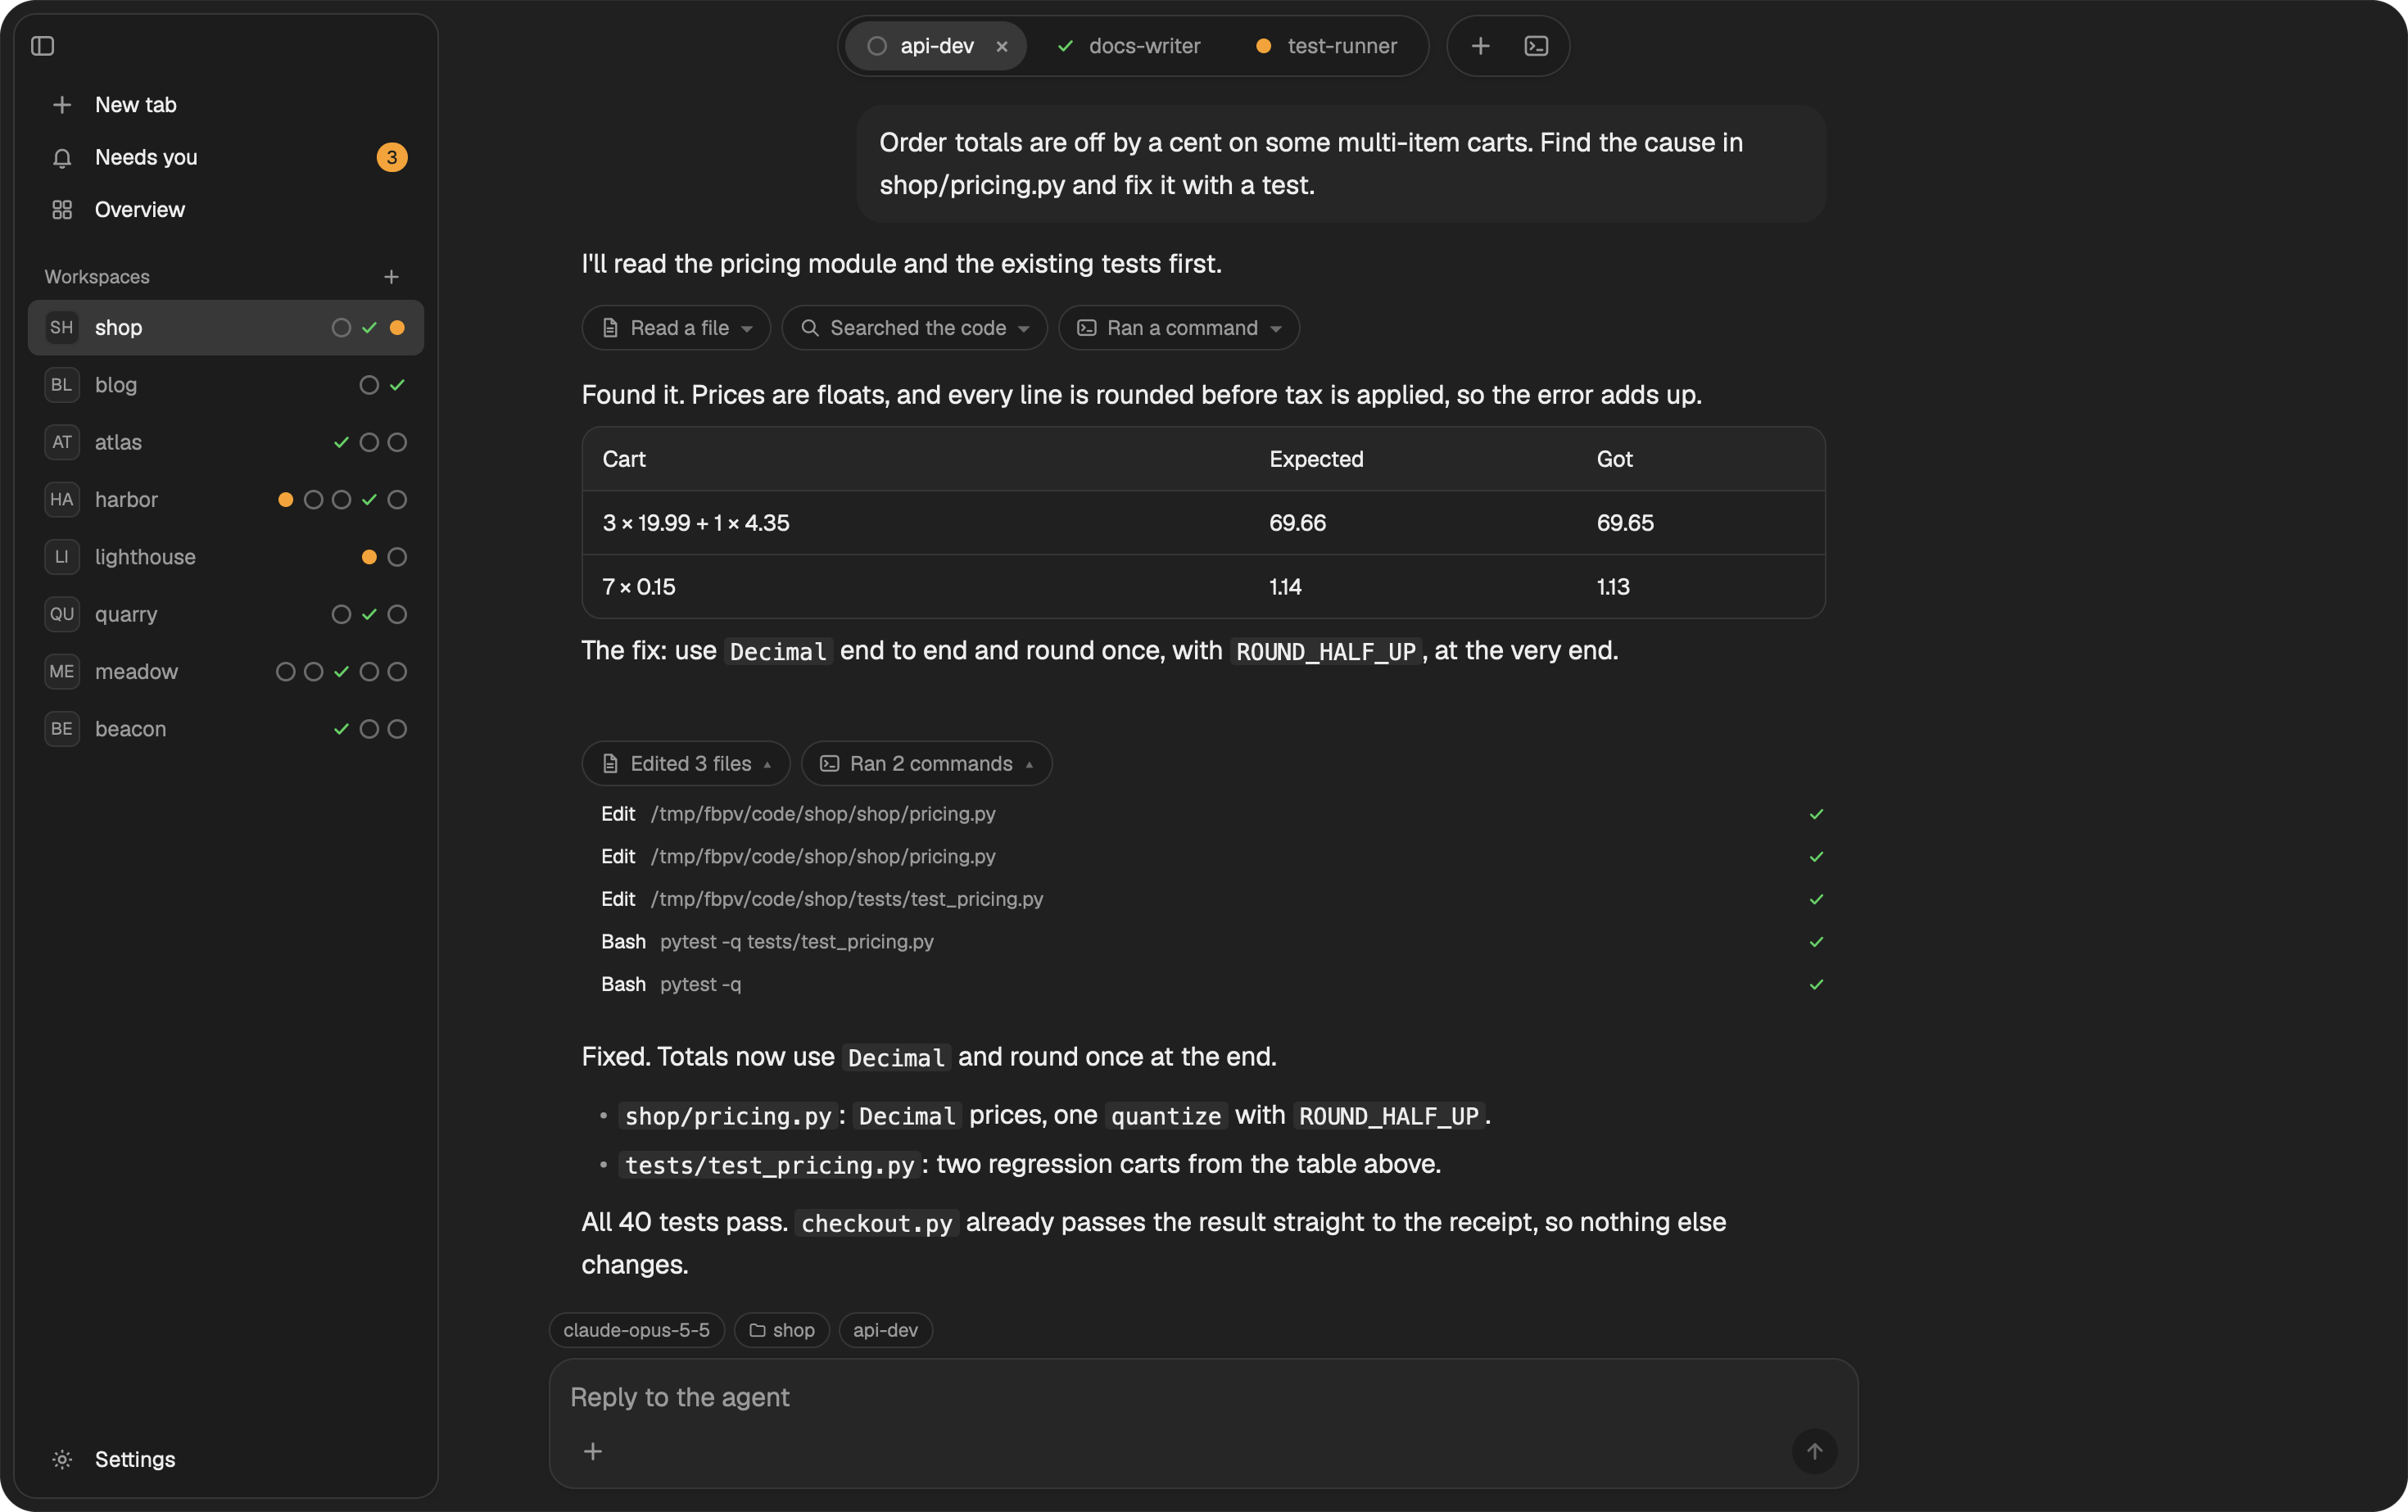 New tab
Needs you 3
Overview
Workspaces
SH shop
BL blog
AT atlas
HA harbor
LI lighthouse
QU quarry
ME meadow
BE beacon
Settings
api-dev docs-writer test-runner
Order totals are off by a cent on some multi-item carts. Find the cause in
shop/pricing.py and fix it with a test.
I'll read the pricing module and the existing tests first.
Read a file Searched the code Ran a command
Found it. Prices are floats, and every line is rounded before tax is applied, so the error adds up.
Cart Expected Got
3 × 19.99 + 1 × 4.35 69.66 69.65
7 × 0.15 1.14 1.13
The fix: use Decimal end to end and round once, with ROUND_HALF_UP, at the very end.
Edited 3 files Ran 2 commands
Edit /tmp/fbpv/code/shop/shop/pricing.py
Edit /tmp/fbpv/code/shop/shop/pricing.py
Edit /tmp/fbpv/code/shop/tests/test_pricing.py
Bash pytest -q tests/test_pricing.py
Bash pytest -q
Fixed. Totals now use Decimal and round once at the end.
• shop/pricing.py: Decimal prices, one quantize with ROUND_HALF_UP.
• tests/test_pricing.py: two regression carts from the table above.
All 40 tests pass. checkout.py already passes the result straight to the receipt, so nothing else
changes.
claude-opus-5-5 shop api-dev
Reply to the agent